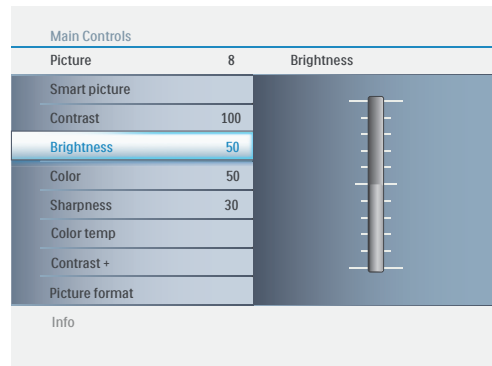 Main Controls
Picture 8 Brightness
Smart picture
Contrast 100
Brightness 50
Color 50
Sharpness 30
Color temp
Contrast +
Picture format
Info